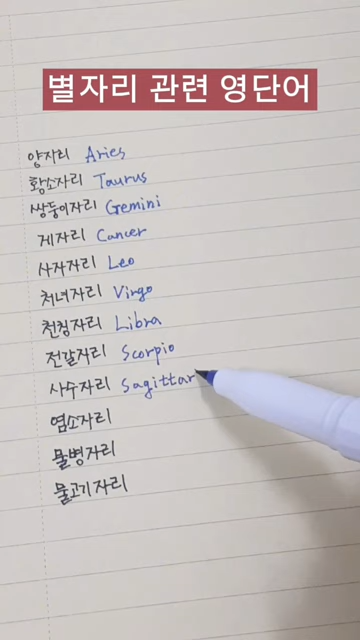 별자리 관련 영단어
양자리 Aries
황소자리 Taurus
쌍둥이자리 Gemini
게자리 Cancer
사자자리 Leo
처녀자리 Virgo
천칭자리 Libra
전갈자리 Scorpio
사수자리 Sagittar
염소자리
물병자리
물고기자리